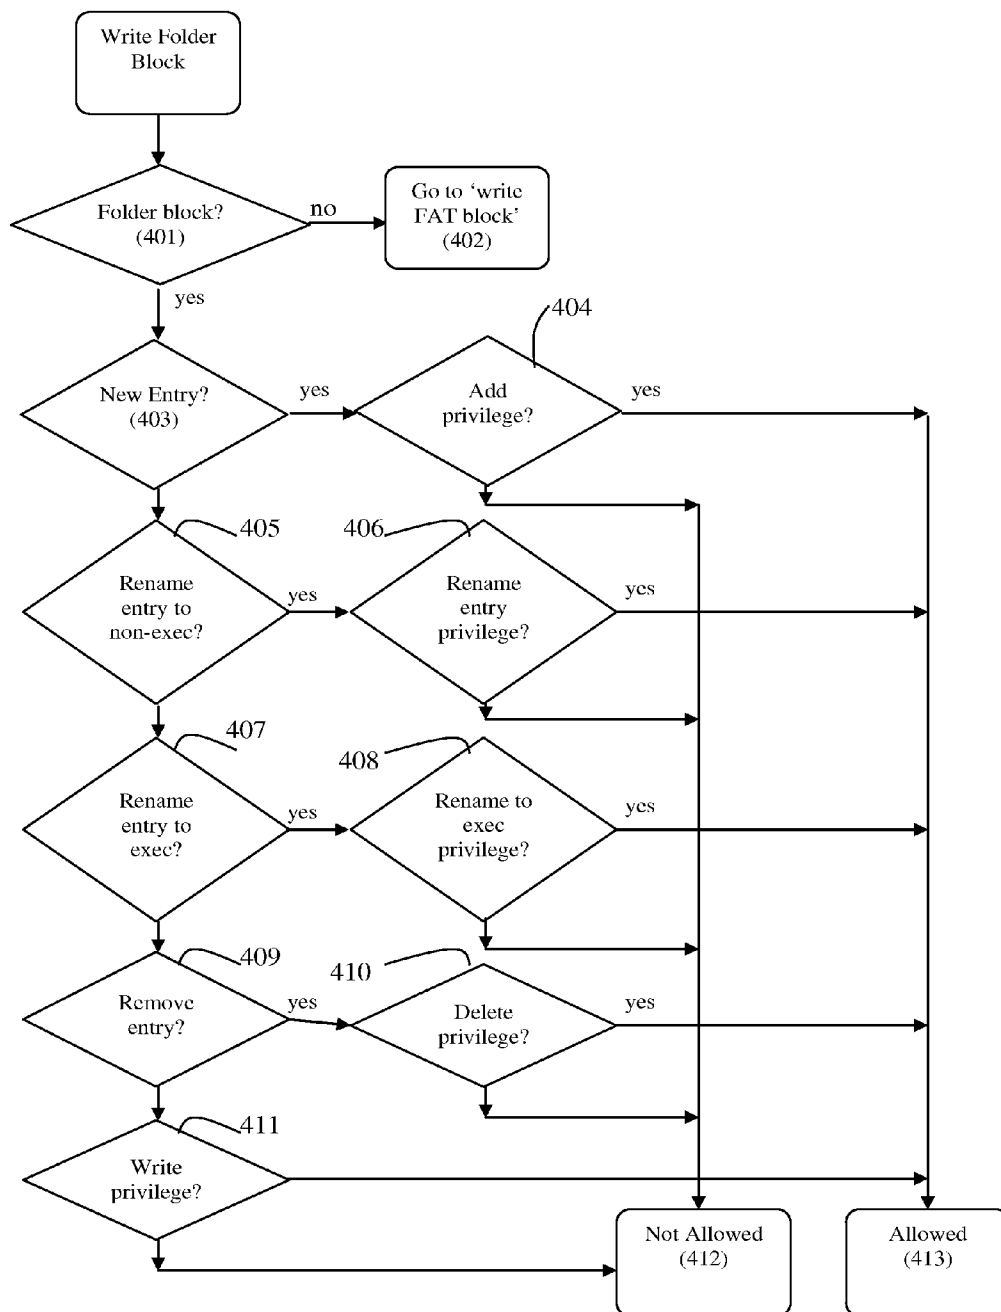 Write Folder
Block
Folder block?
(401)
no
Go to ‘write
FAT block’
(402)
yes
404
New Entry?
(403)
yes
Add
privilege?
yes
405
406
Rename
entry to
non-exec?
yes
Rename
entry
privilege?
yes
407
408
Rename
entry to
exec?
yes
Rename to
exec
privilege?
yes
409
410
Remove
entry?
yes
Delete
privilege?
yes
411
Write
privilege?
Not Allowed
(412)
Allowed
(413)